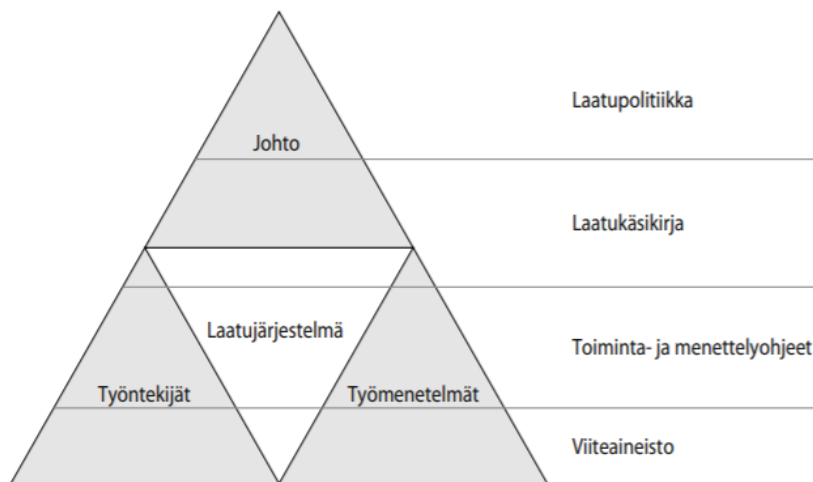 Laatupolitiikka
Johto
Laatukäsikirja
Laatujärjestelmä
Toiminta- ja menettelyohjeet
Työntekijät
Työmenetelmät
Viiteaineisto